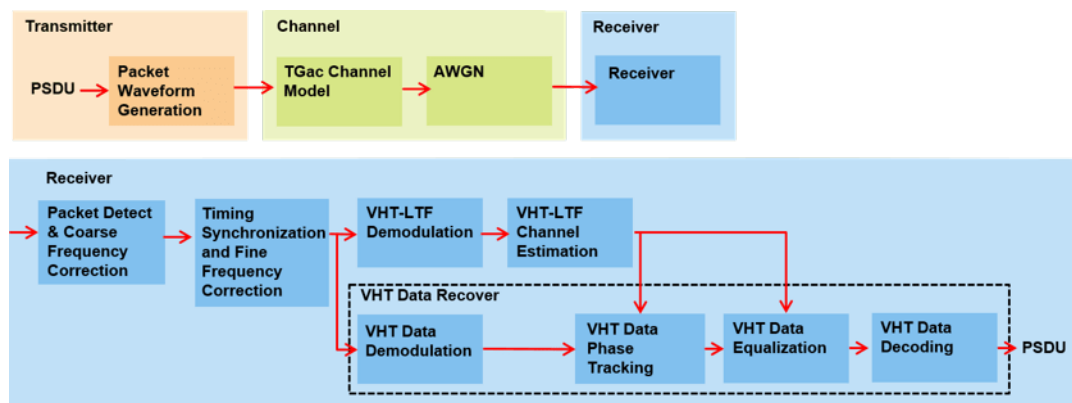 Transmitter
PSDU
Packet
Waveform
Generation
Channel
TGac Channel
Model
AWGN
Receiver
Receiver
Receiver
Packet Detect
& Coarse
Frequency
Correction
Timing
Synchronization
and Fine
Frequency
Correction
VHT-LTF
Demodulation
VHT-LTF
Channel
Estimation
VHT Data Recover
VHT Data
Demodulation
VHT Data
Phase
Tracking
VHT Data
Equalization
VHT Data
Decoding
PSDU